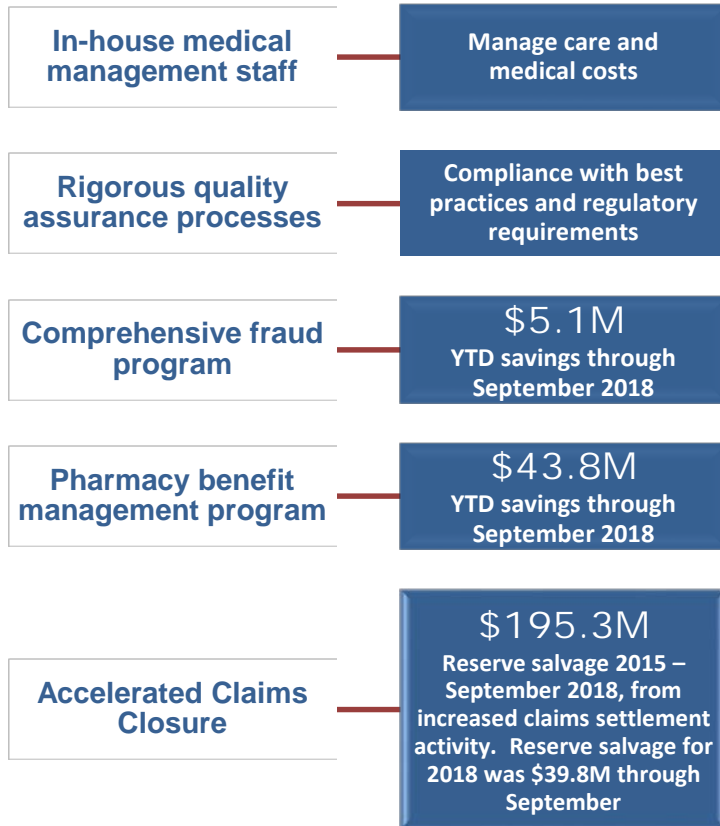 In-house medical
management staff
Manage care and
medical costs
Rigorous quality
assurance processes
Compliance with best
practices and regulatory
requirements
Comprehensive fraud
program
$5.1M
YTD savings through
September 2018
Pharmacy benefit
management program
$43.8M
YTD savings through
September 2018
Accelerated Claims
Closure
$195.3M
Reserve salvage 2015 –
September 2018, from
increased claims settlement
activity.  Reserve salvage for
2018 was $39.8M through
September